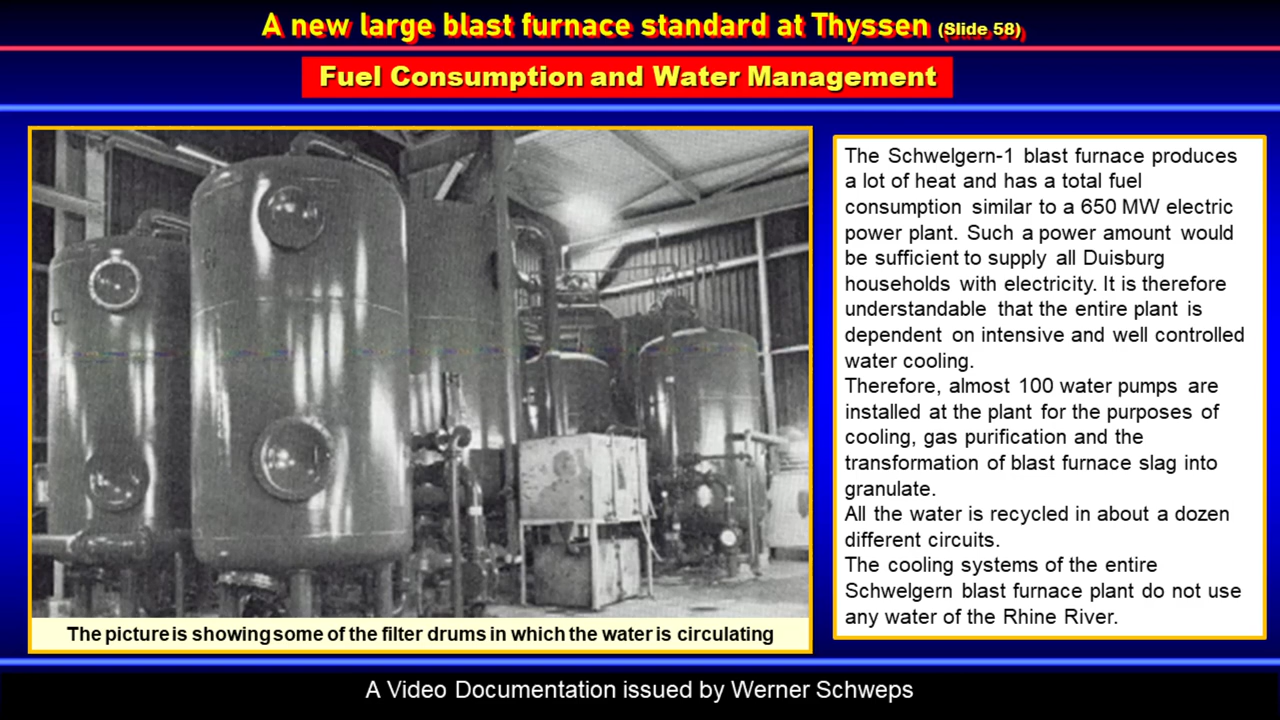 A new large blast furnace standard at Thyssen (Slide 58)
Fuel Consumption and Water Management
The Schwelgern-1 blast furnace produces
a lot of heat and has a total fuel
consumption similar to a 650 MW electric
power plant. Such a power amount would
be sufficient to supply all Duisburg
households with electricity. It is therefore
understandable that the entire plant is
dependent on intensive and well controlled
water cooling.
Therefore, almost 100 water pumps are
installed at the plant for the purposes of
cooling, gas purification and the
transformation of blast furnace slag into
granulate.
All the water is recycled in about a dozen
different circuits.
The cooling systems of the entire
Schwelgern blast furnace plant do not use
any water of the Rhine River.
The picture is showing some of the filter drums in which the water is circulating
A Video Documentation issued by Werner Schweps